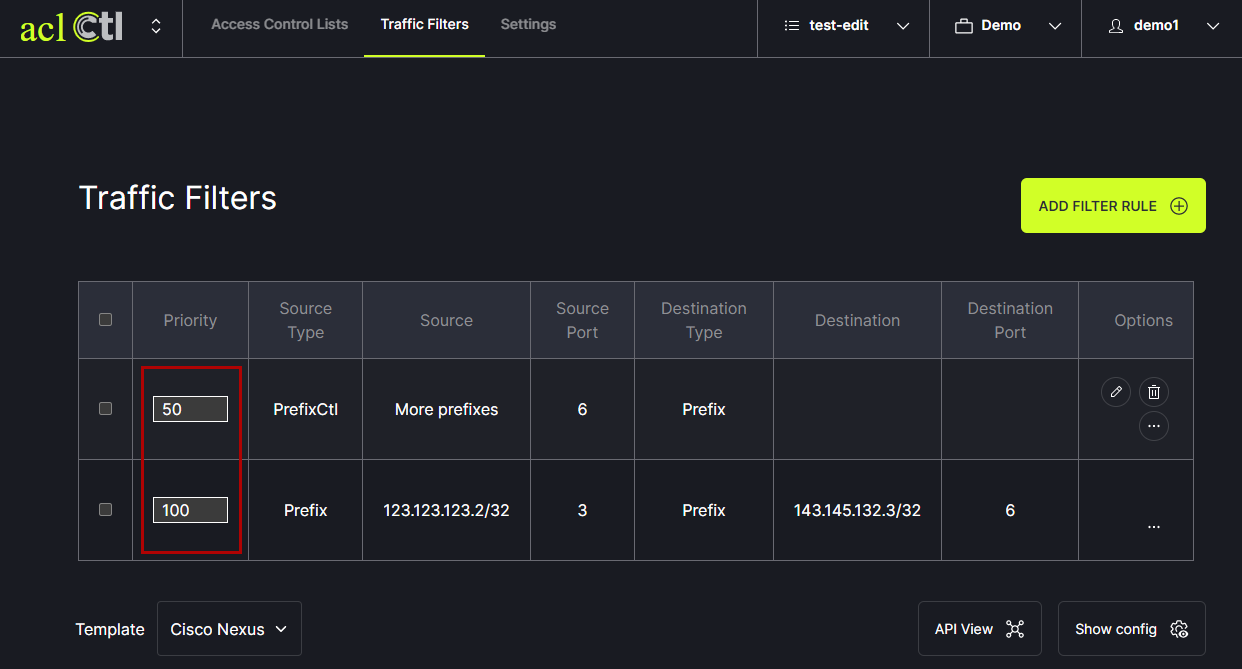 acl Ctl
Access Control Lists
Traffic Filters
Settings
test-edit
Demo
demo1
Traffic Filters
ADD FILTER RULE
Priority
Source
Type
Source
Source
Port
Destination
Type
Destination
Destination
Port
Options
50
PrefixCtl
More prefixes
6
Prefix
100
Prefix
123.123.123.2/32
3
Prefix
143.145.132.3/32
6
Template
Cisco Nexus
API View
Show config